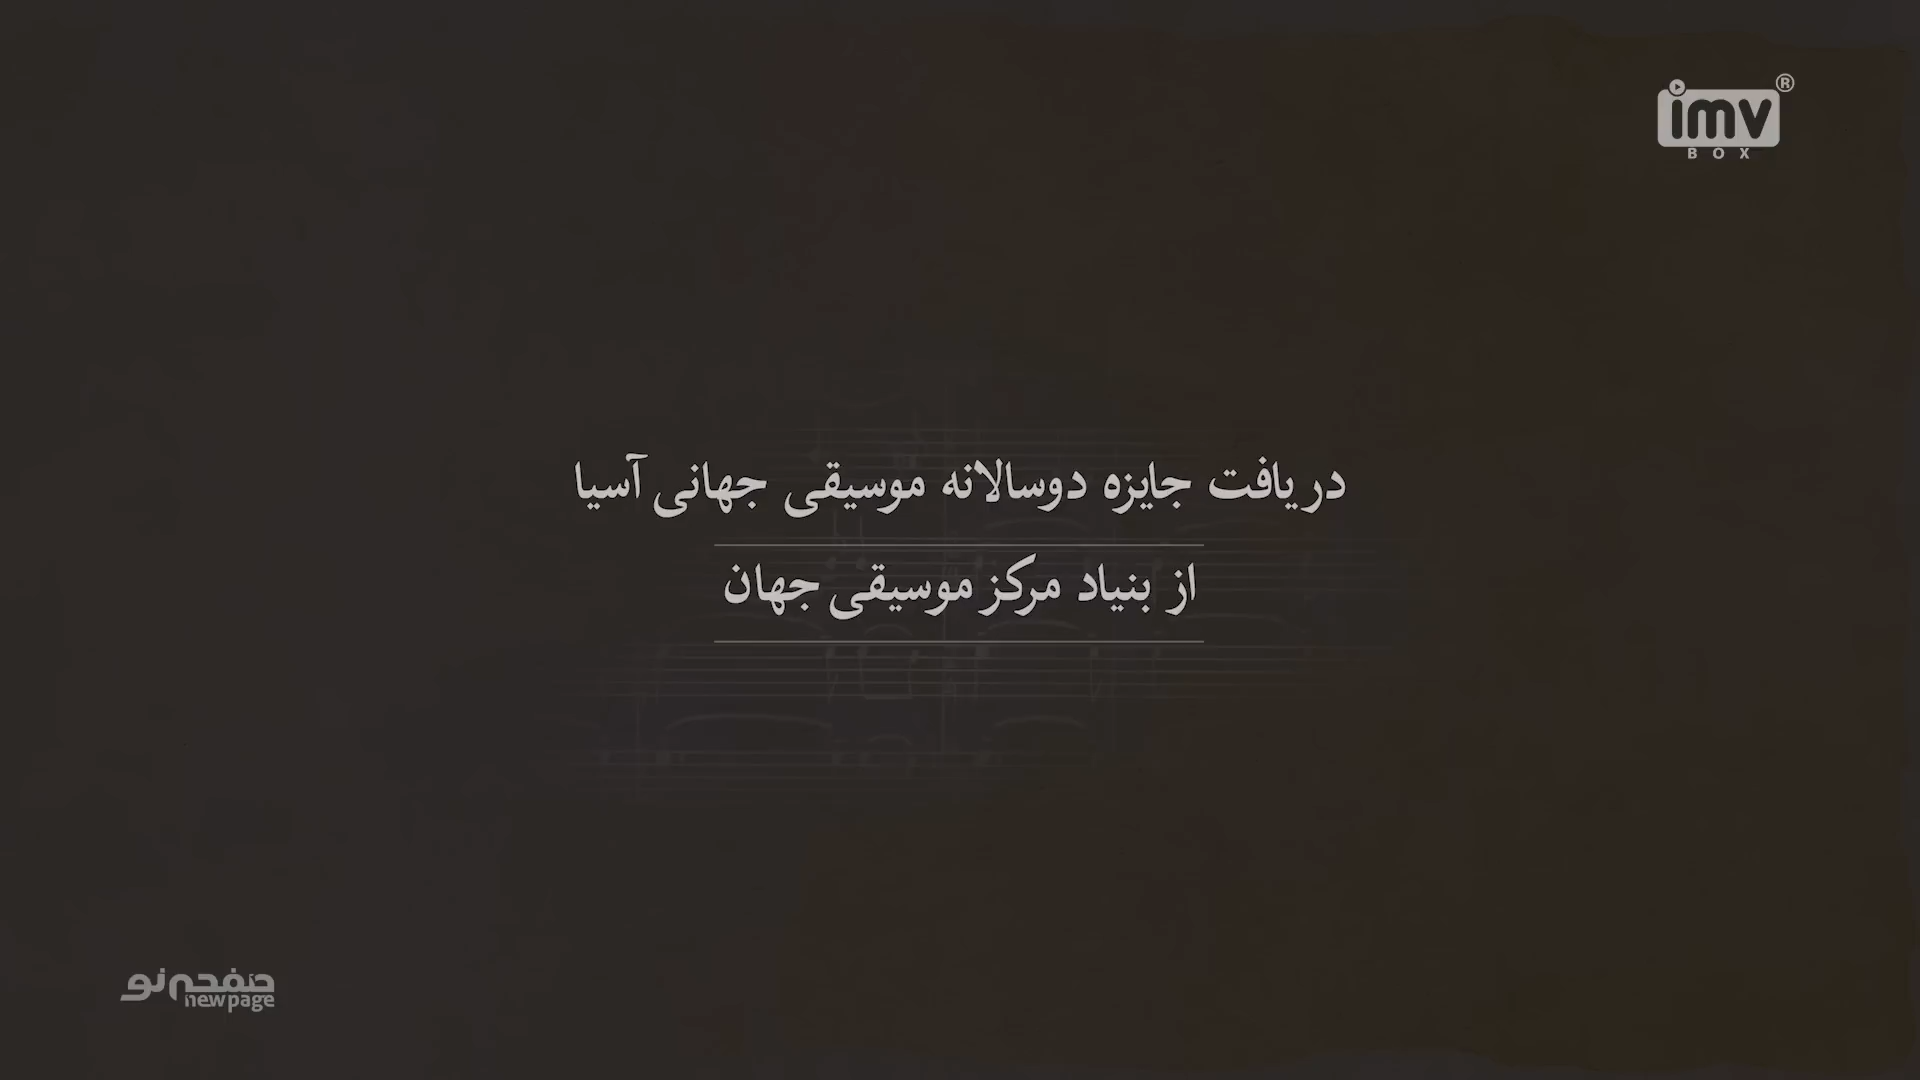 imv®
BOX
دریافت جایزه دوسالانه موسیقی جهانی آسیا
از بنیاد مرکز موسیقی جهان
صفحه نو
newpage